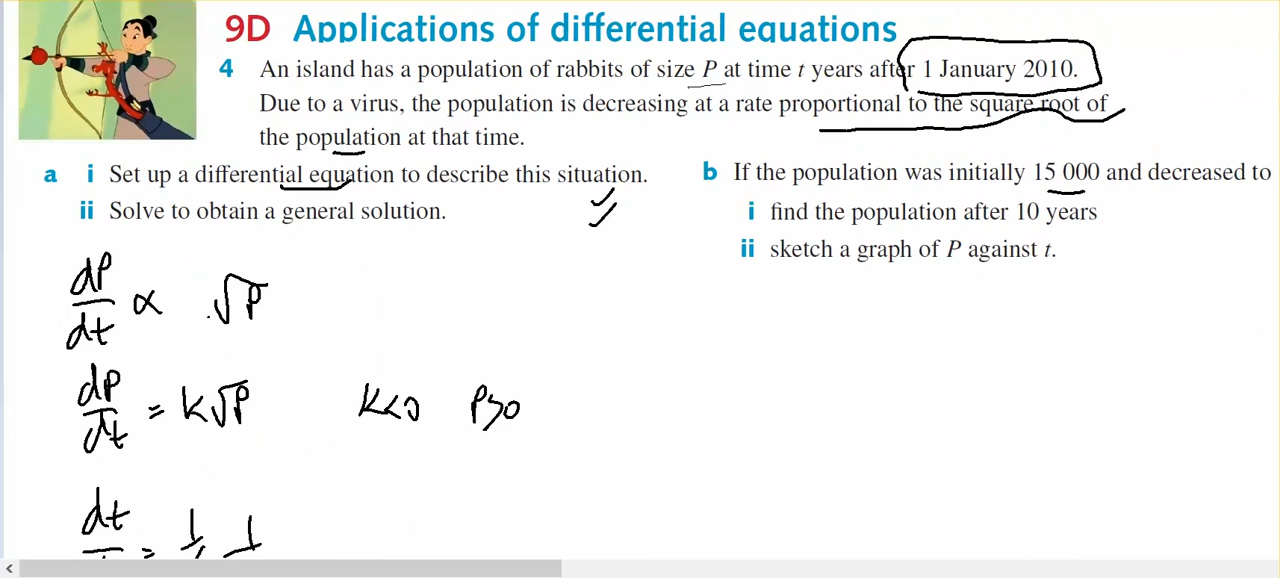 9D Applications of differential equations
4 An island has a population of rabbits of size P at time t years after 1 January 2010.
Due to a virus, the population is decreasing at a rate proportional to the square root of
the population at that time.
a i Set up a differential equation to describe this situation.
ii Solve to obtain a general solution.
b If the population was initially 15 000 and decreased to
i find the population after 10 years
ii sketch a graph of P against t.
dP/dt ∝ √P
dP/dt = k√P k<0 P>0
dt
= 1 1